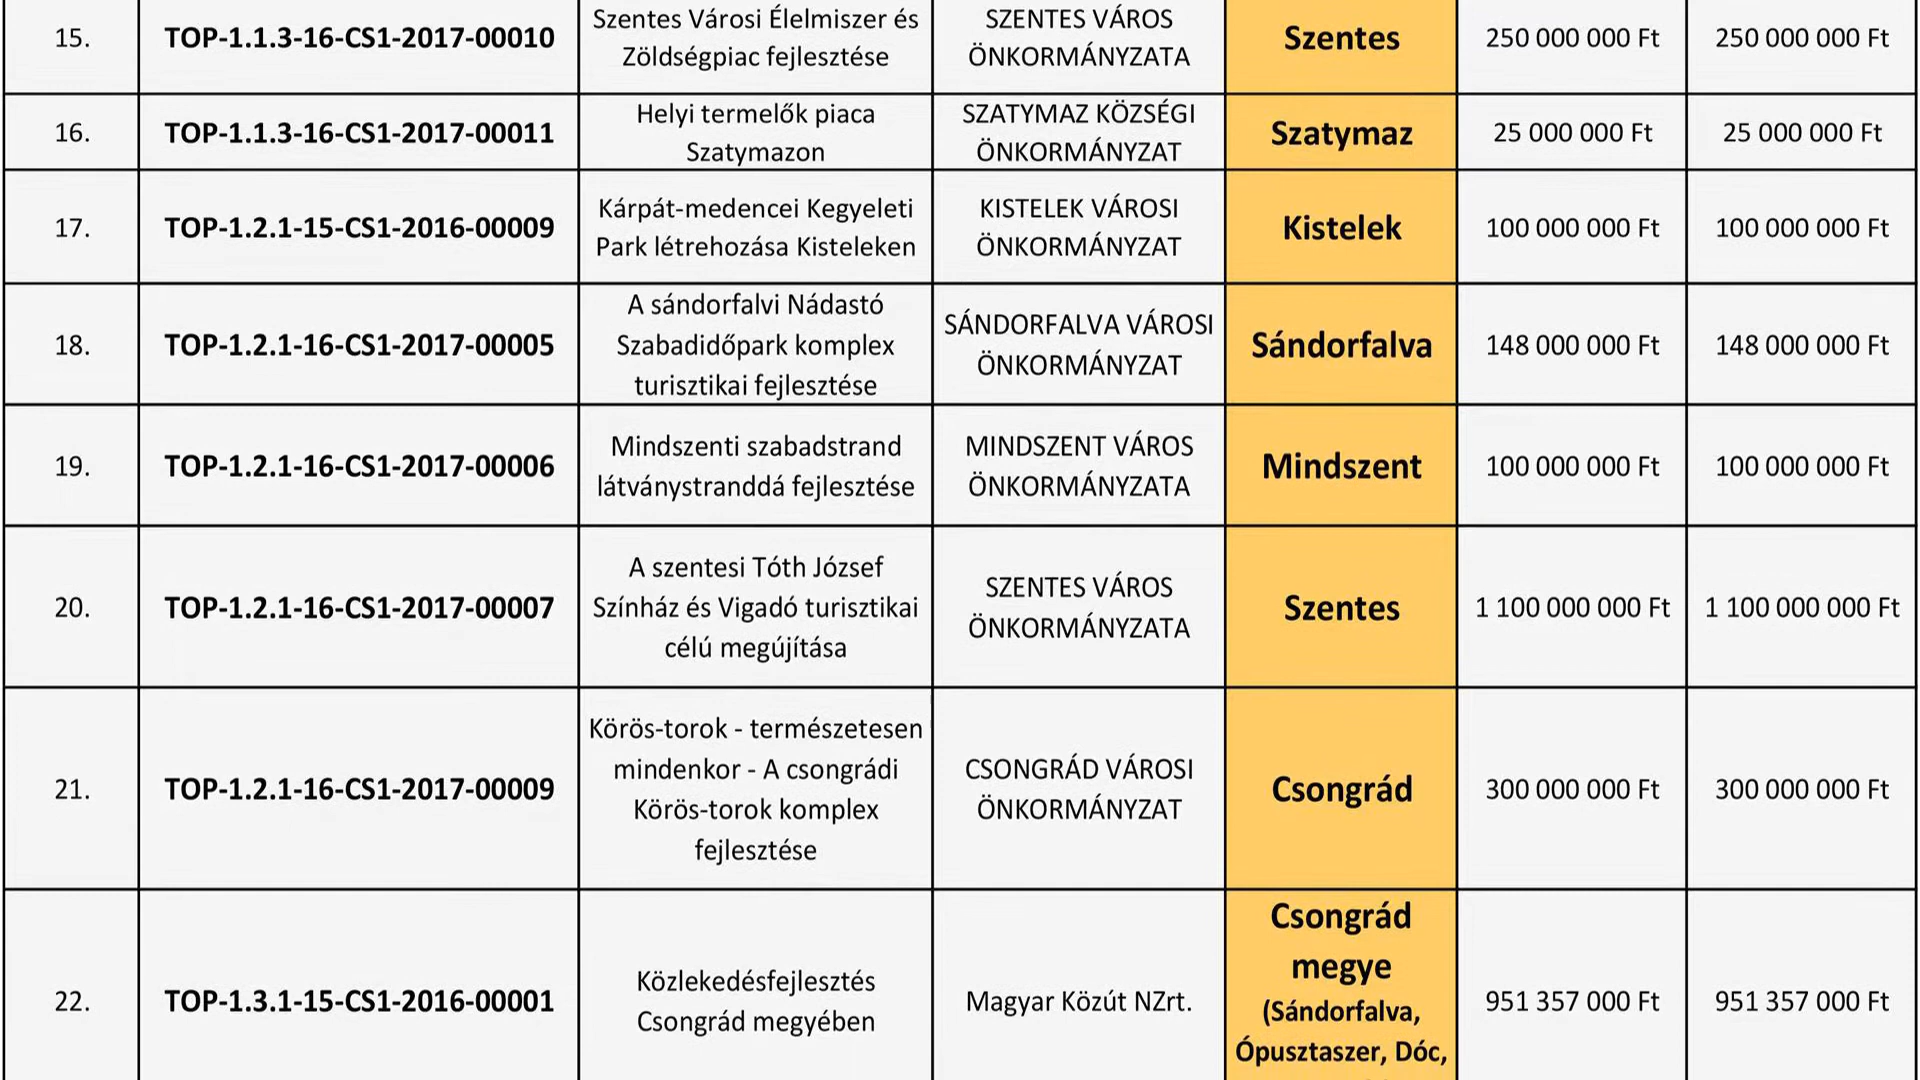 15.
TOP-1.1.3-16-CS1-2017-00010
Szentes Városi Élelmiszer és
Zöldségpiac fejlesztése
SZENTES VÁROS
ÖNKORMÁNYZATA
Szentes
250 000 000 Ft
250 000 000 Ft
16.
TOP-1.1.3-16-CS1-2017-00011
Helyi termelők piaca
Szatymazon
SZATYMAZ KÖZSÉGI
ÖNKORMÁNYZAT
Szatymaz
25 000 000 Ft
25 000 000 Ft
17.
TOP-1.2.1-15-CS1-2016-00009
Kárpát-medencei Kegyeleti
Park létrehozása Kisteleken
KISTELEK VÁROSI
ÖNKORMÁNYZAT
Kistelek
100 000 000 Ft
100 000 000 Ft
18.
TOP-1.2.1-16-CS1-2017-00005
A sándorfalvi Nádastó
Szabadidőpark komplex
turisztikai fejlesztése
SÁNDORFALVA VÁROSI
ÖNKORMÁNYZAT
Sándorfalva
148 000 000 Ft
148 000 000 Ft
19.
TOP-1.2.1-16-CS1-2017-00006
Mindszenti szabadstrand
látványstranddá fejlesztése
MINDSZENT VÁROS
ÖNKORMÁNYZATA
Mindszent
100 000 000 Ft
100 000 000 Ft
20.
TOP-1.2.1-16-CS1-2017-00007
A szentesi Tóth József
Színház és Vigadó turisztikai
célú megújítása
SZENTES VÁROS
ÖNKORMÁNYZATA
Szentes
1 100 000 000 Ft
1 100 000 000 Ft
21.
TOP-1.2.1-16-CS1-2017-00009
Körös-torok - természetesen
mindenkor - A csongrádi
Körös-torok komplex
fejlesztése
CSONGRÁD VÁROSI
ÖNKORMÁNYZAT
Csongrád
300 000 000 Ft
300 000 000 Ft
22.
TOP-1.3.1-15-CS1-2016-00001
Közlekedésfejlesztés
Csongrád megyében
Magyar Közút NZrt.
Csongrád
megye
(Sándorfalva,
Ópusztaszer, Dóc,
951 357 000 Ft
951 357 000 Ft